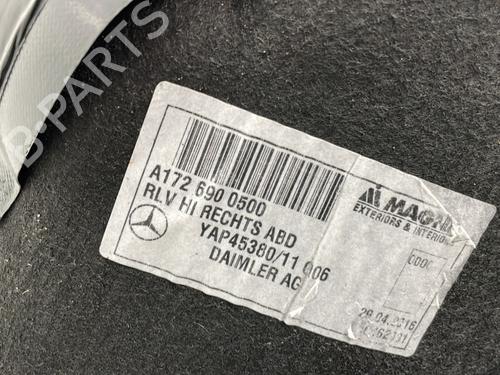 A172 690 0500
RLV HI RECHTS ABD
YAP45380/11 006
DAIMLER AG
MAGNA
EXTERIORS & INTERIORS
29.04.2016
B-PARTS